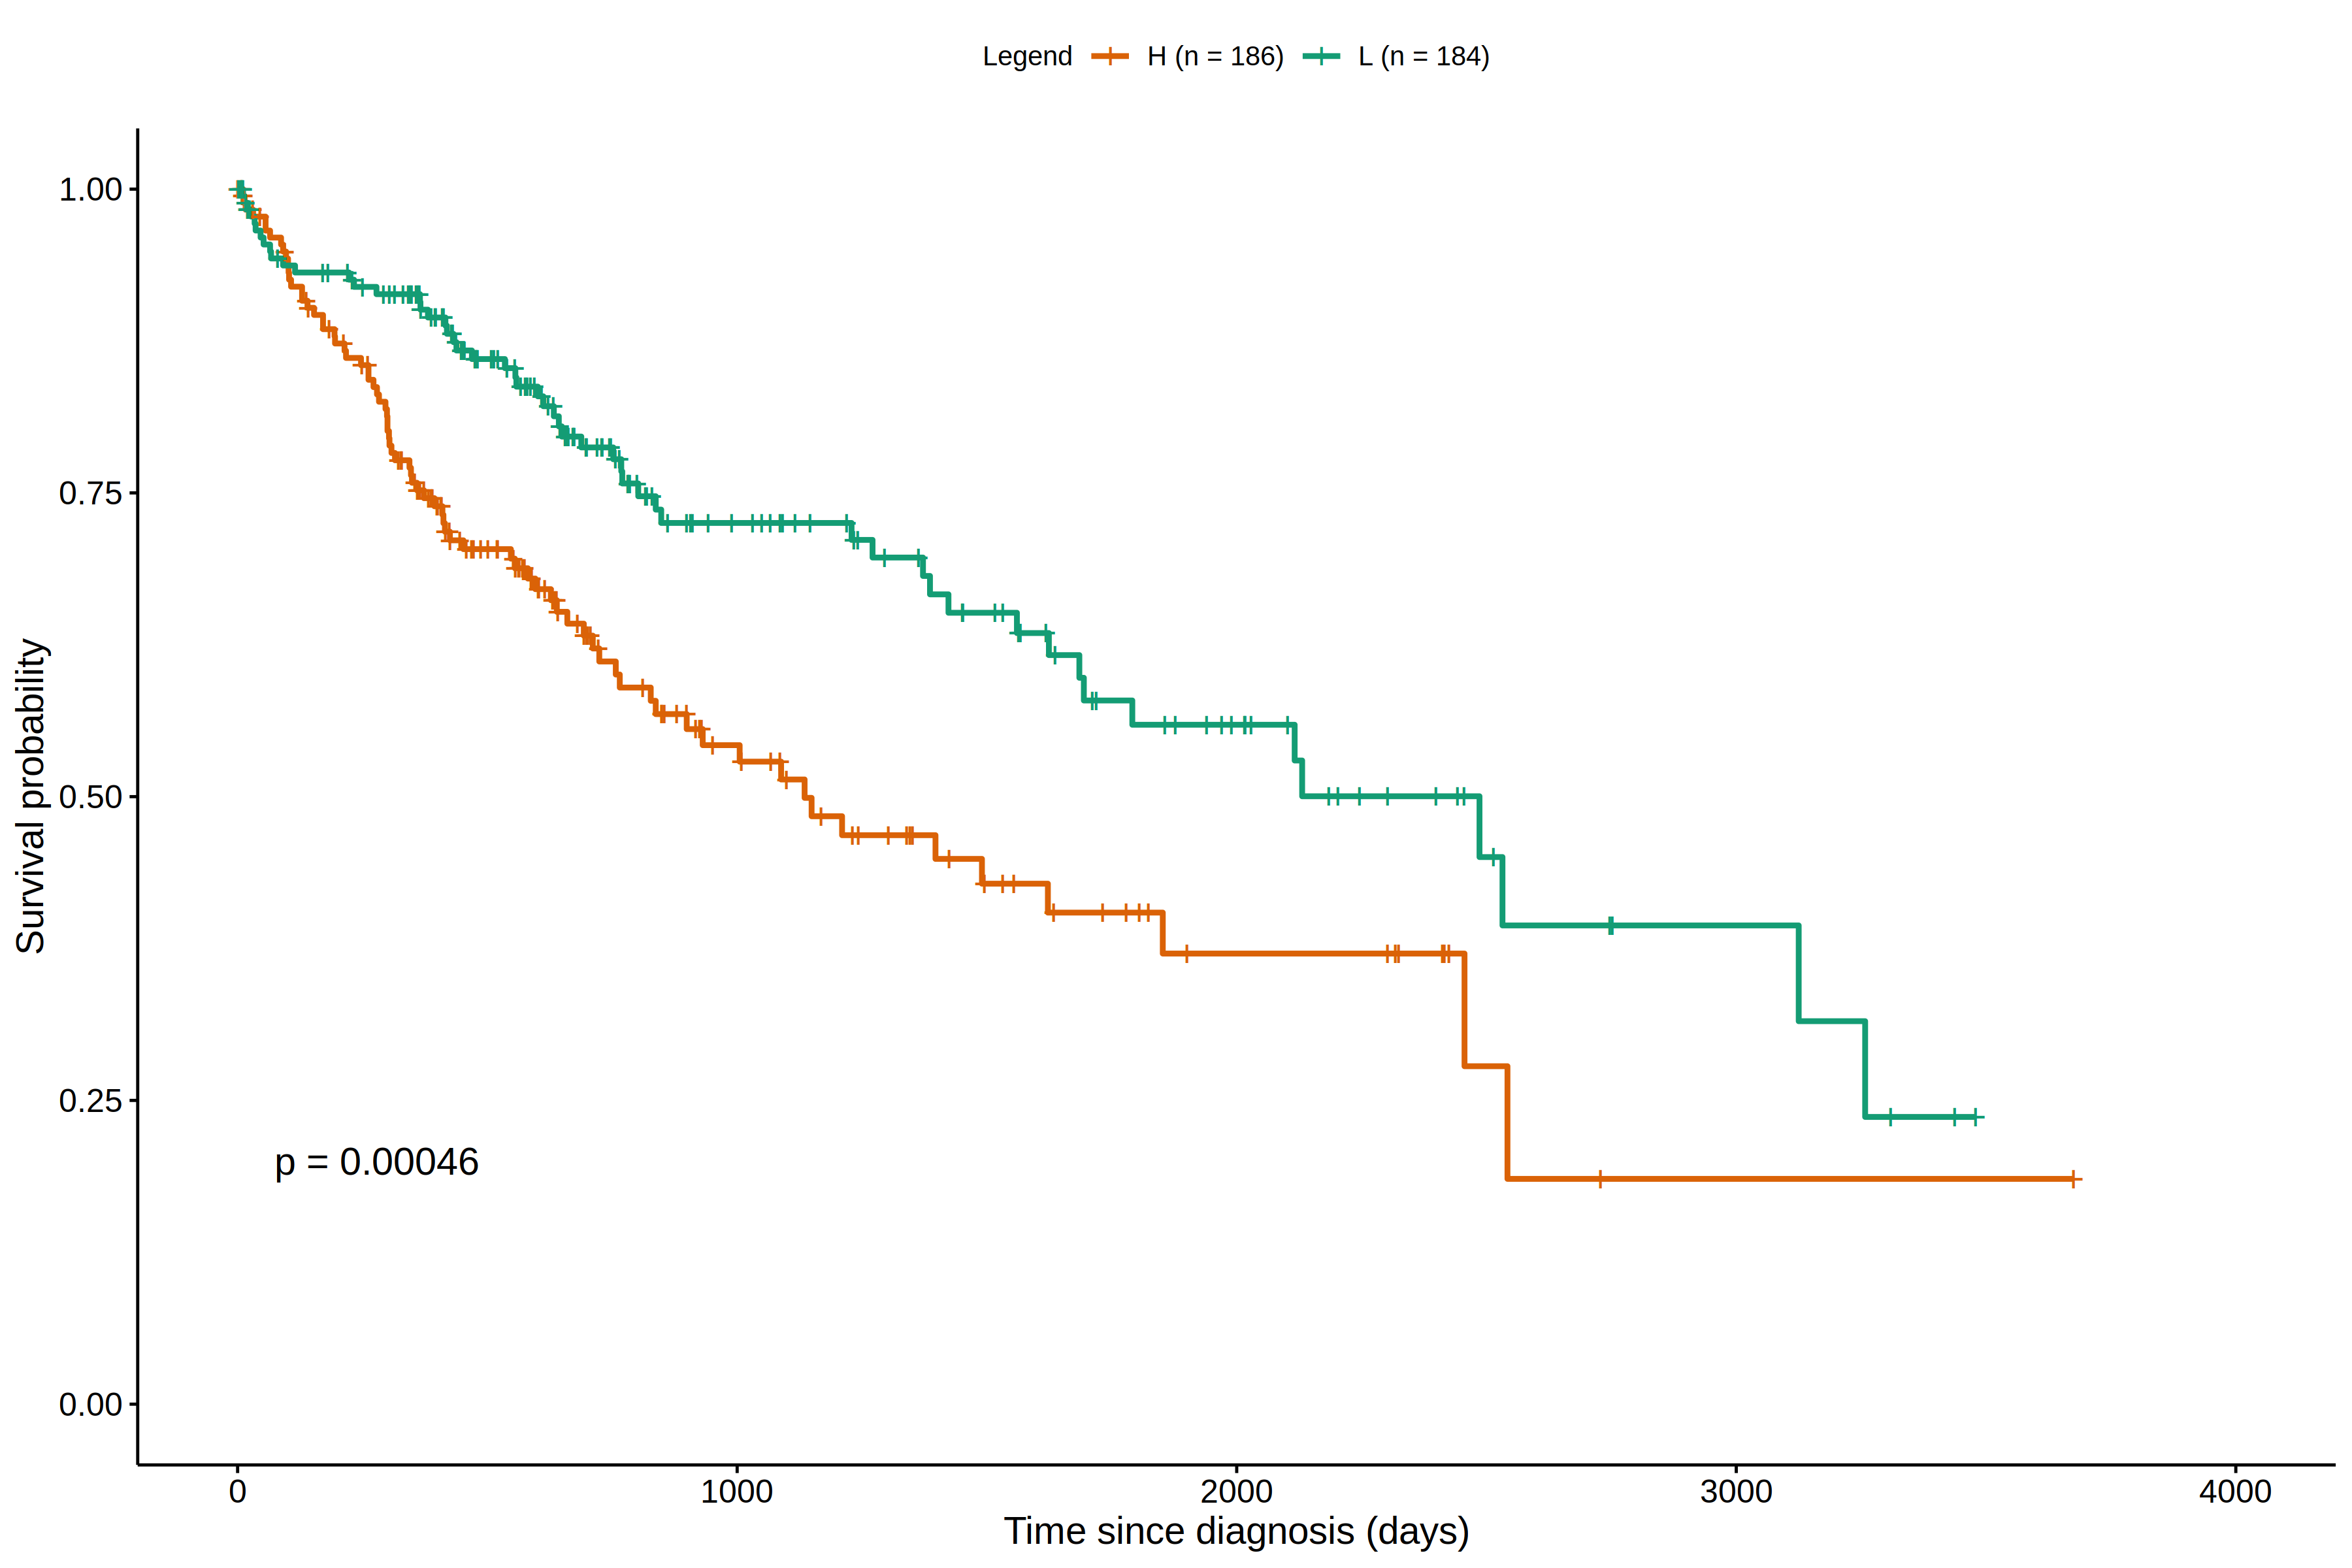 Legend H (n = 186) L (n = 184)
1.00
0.75
0.50
0.25
0.00
Survival probability
p = 0.00046
0 1000 2000 3000 4000
Time since diagnosis (days)